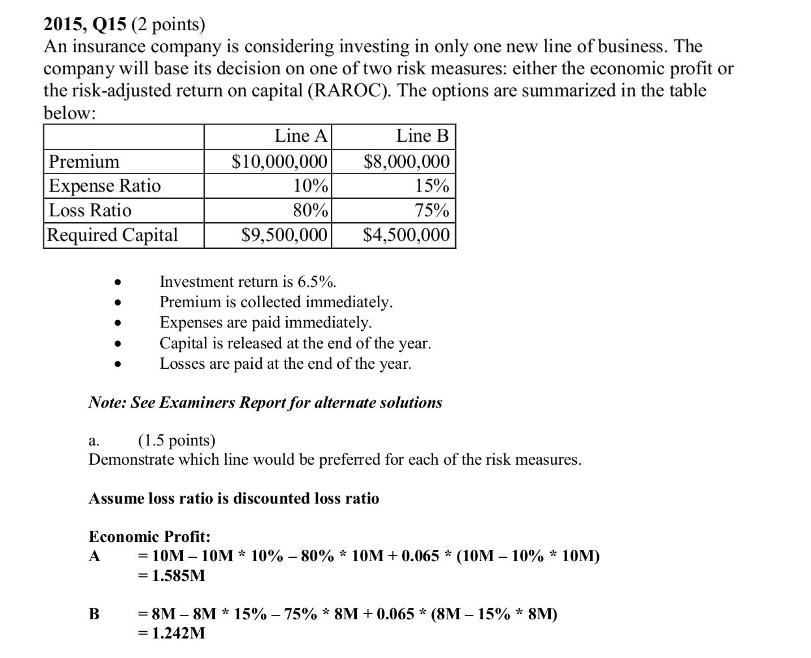 2015, Q15 (2 points)
An insurance company is considering investing in only one new line of business. The
company will base its decision on one of two risk measures: either the economic profit or
the risk-adjusted return on capital (RAROC). The options are summarized in the table
below:
Line A Line B
Premium $10,000,000 $8,000,000
Expense Ratio 10% 15%
Loss Ratio 80% 75%
Required Capital $9,500,000 $4,500,000
• Investment return is 6.5%.
• Premium is collected immediately.
• Expenses are paid immediately.
• Capital is released at the end of the year.
• Losses are paid at the end of the year.
Note: See Examiners Report for alternate solutions
a. (1.5 points)
Demonstrate which line would be preferred for each of the risk measures.
Assume loss ratio is discounted loss ratio
Economic Profit:
A = 10M – 10M * 10% – 80% * 10M + 0.065 * (10M – 10% * 10M)
= 1.585M
B = 8M – 8M * 15% – 75% * 8M + 0.065 * (8M – 15% * 8M)
= 1.242M